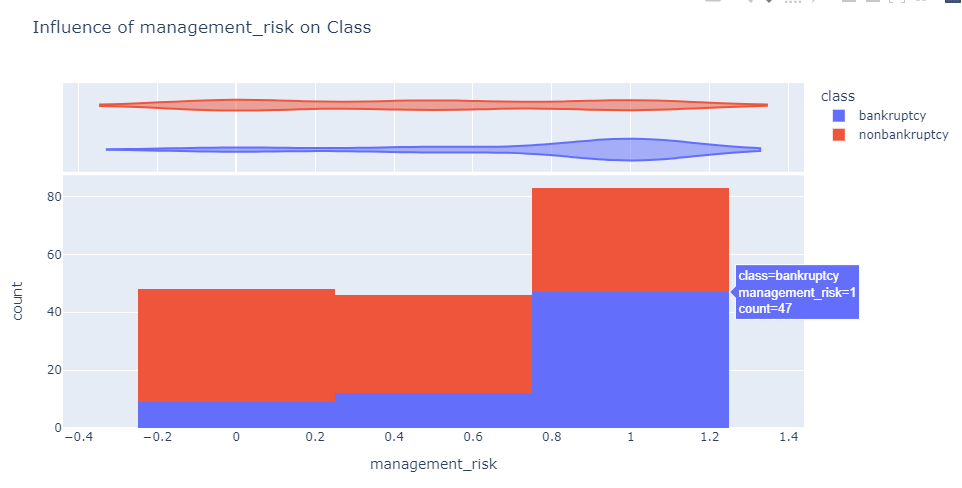 Influence of management_risk on Class
class
bankruptcy
nonbankruptcy
80
60
40
20
0
count
class=bankruptcy
management_risk=1
count=47
−0.4
−0.2
0
0.2
0.4
0.6
0.8
1
1.2
1.4
management_risk